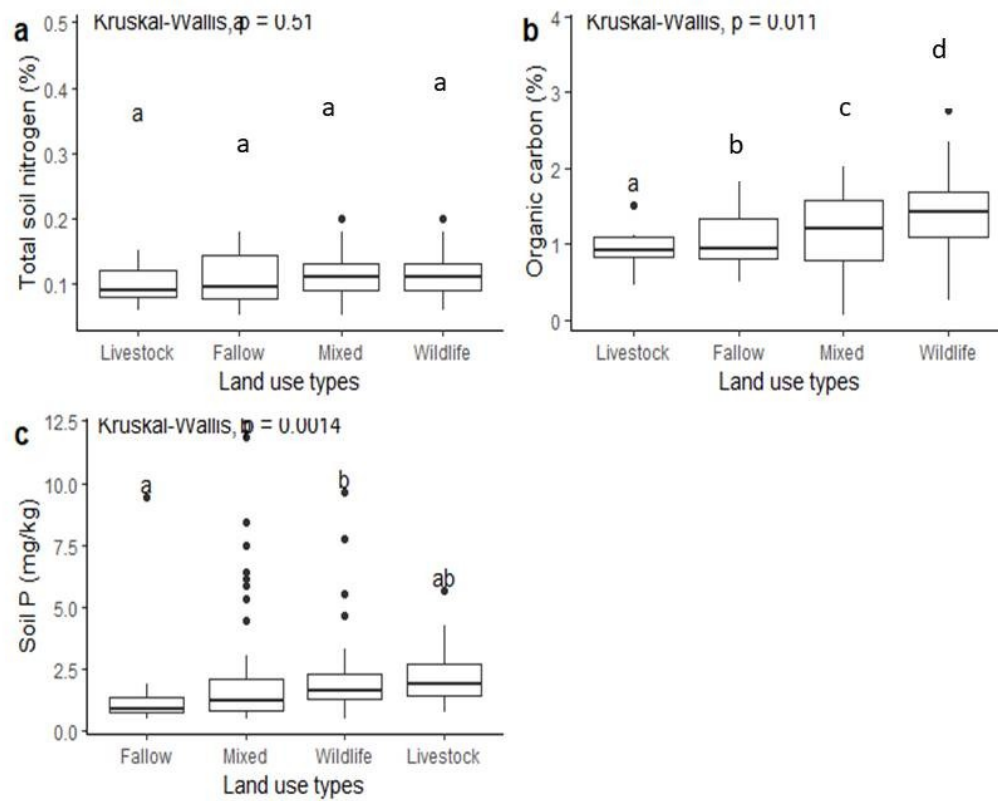 a
Kruskal-Wallis, p = 0.51
a
a
a
a
a
Total soil nitrogen (%)
0.5
0.4
0.3
0.2
0.1
Livestock Fallow Mixed Wildlife
Land use types
b
Kruskal-Wallis, p = 0.011
a
b
c
d
Organic carbon (%)
4
3
2
1
0
Livestock Fallow Mixed Wildlife
Land use types
c
Kruskal-Wallis, p = 0.0014
a
b
b
ab
Soil P (mg/kg)
12.5
10.0
7.5
5.0
2.5
0.0
Fallow Mixed Wildlife Livestock
Land use types